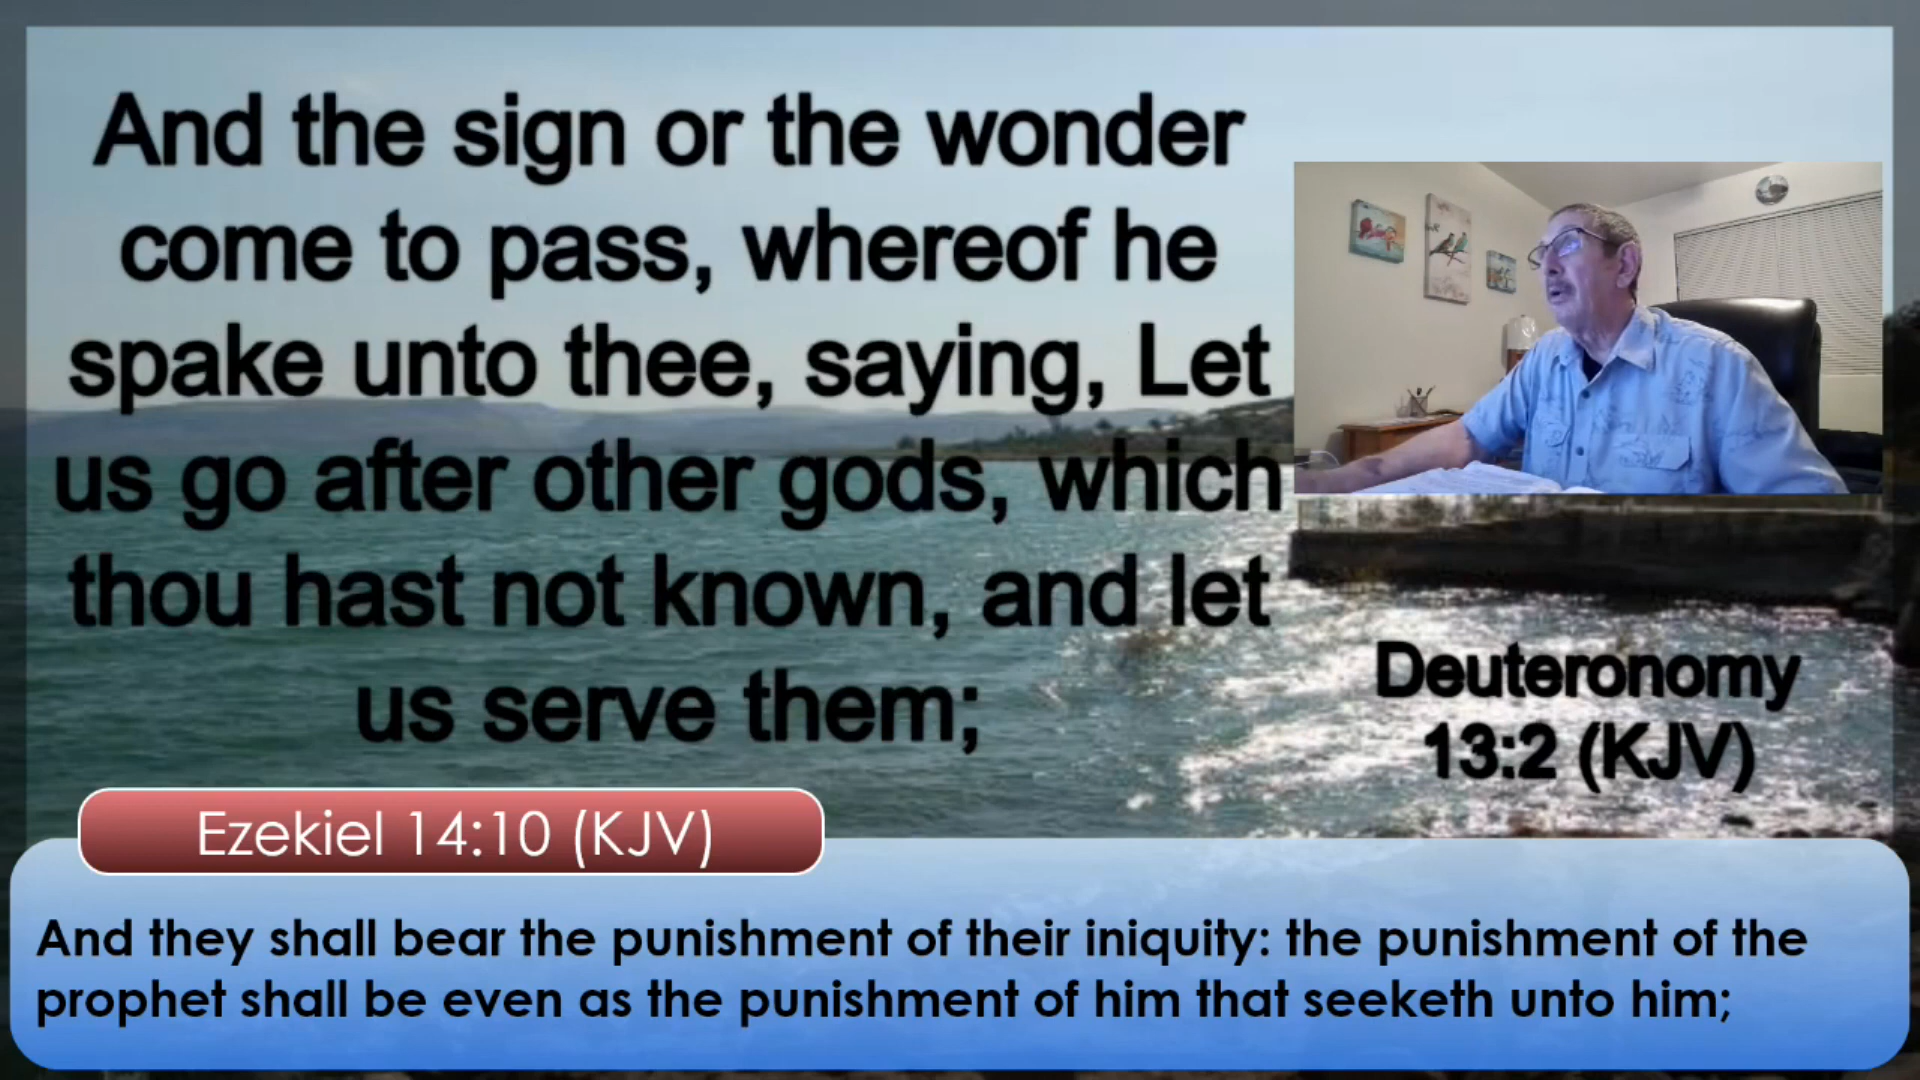 And the sign or the wonder
come to pass, whereof he
spake unto thee, saying, Let
us go after other gods, which
thou hast not known, and let
us serve them;
Deuteronomy
13:2 (KJV)
Ezekiel 14:10 (KJV)
And they shall bear the punishment of their iniquity: the punishment of the
prophet shall be even as the punishment of him that seeketh unto him;